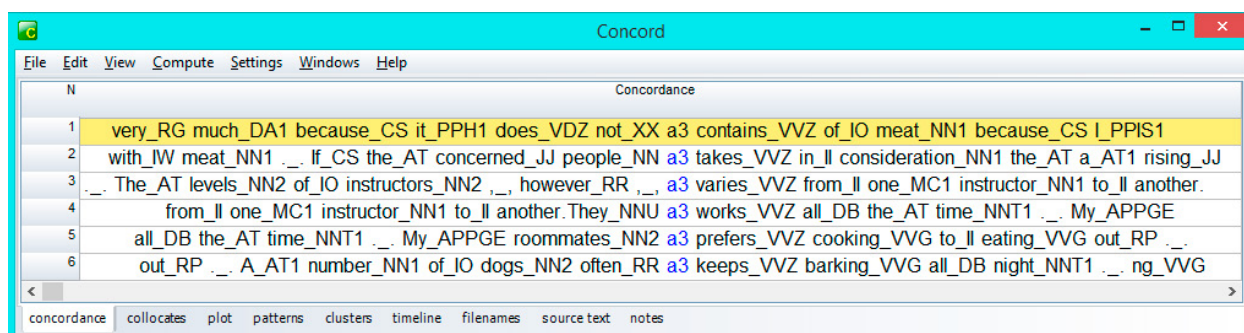 Concord
File Edit View Compute Settings Windows Help
N Concordance
1 very_RG much_DA1 because_CS it_PPH1 does_VDZ not_XX a3 contains_VVZ of_IO meat_NN1 because_CS I_PPIS1
2 with_IW meat_NN1 ._. If_CS the_AT concerned_JJ people_NN a3 takes_VVZ in_II consideration_NN1 the_AT a_AT1 rising_JJ
3 ._. The_AT levels_NN2 of_IO instructors_NN2 ,_, however_RR ,_, a3 varies_VVZ from_II one_MC1 instructor_NN1 to_II another.
4 from_II one_MC1 instructor_NN1 to_II another.They_NNU a3 works_VVZ all_DB the_AT time_NNT1 ._. My_APPGE
5 all_DB the_AT time_NNT1 ._. My_APPGE roommates_NN2 a3 prefers_VVZ cooking_VVG to_II eating_VVG out_RP ._.
6 out_RP ._. A_AT1 number_NN1 of_IO dogs_NN2 often_RR a3 keeps_VVZ barking_VVG all_DB night_NNT1 ._. ng_VVG
concordance collocates plot patterns clusters timeline filenames source text notes